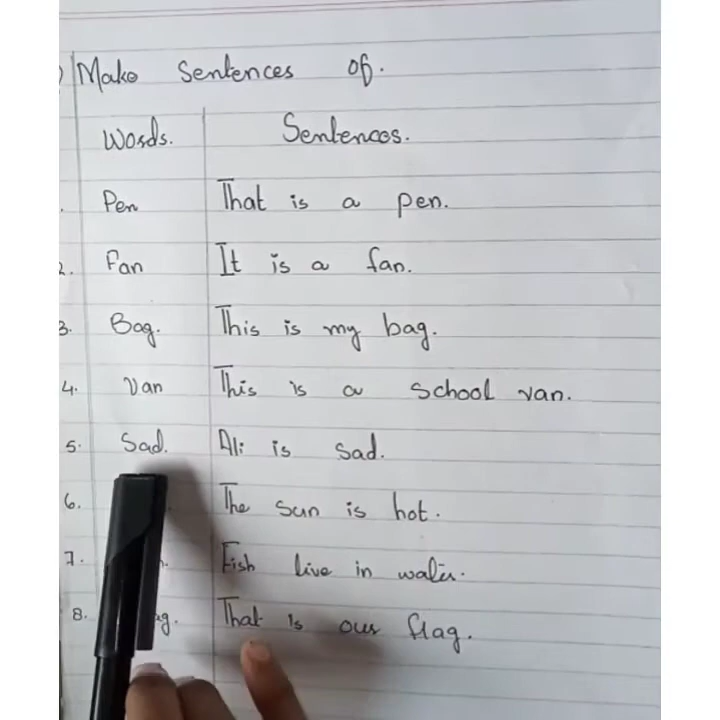 ) Make Sentences of.
Words. Sentences.
. Pen That is a pen.
2. Fan It is a fan.
3. Bag. This is my bag.
4. Van This is a school van.
5. Sad. Ali is sad.
6. The sun is hot.
7. Fish live in water.
8. ag. That is our flag.